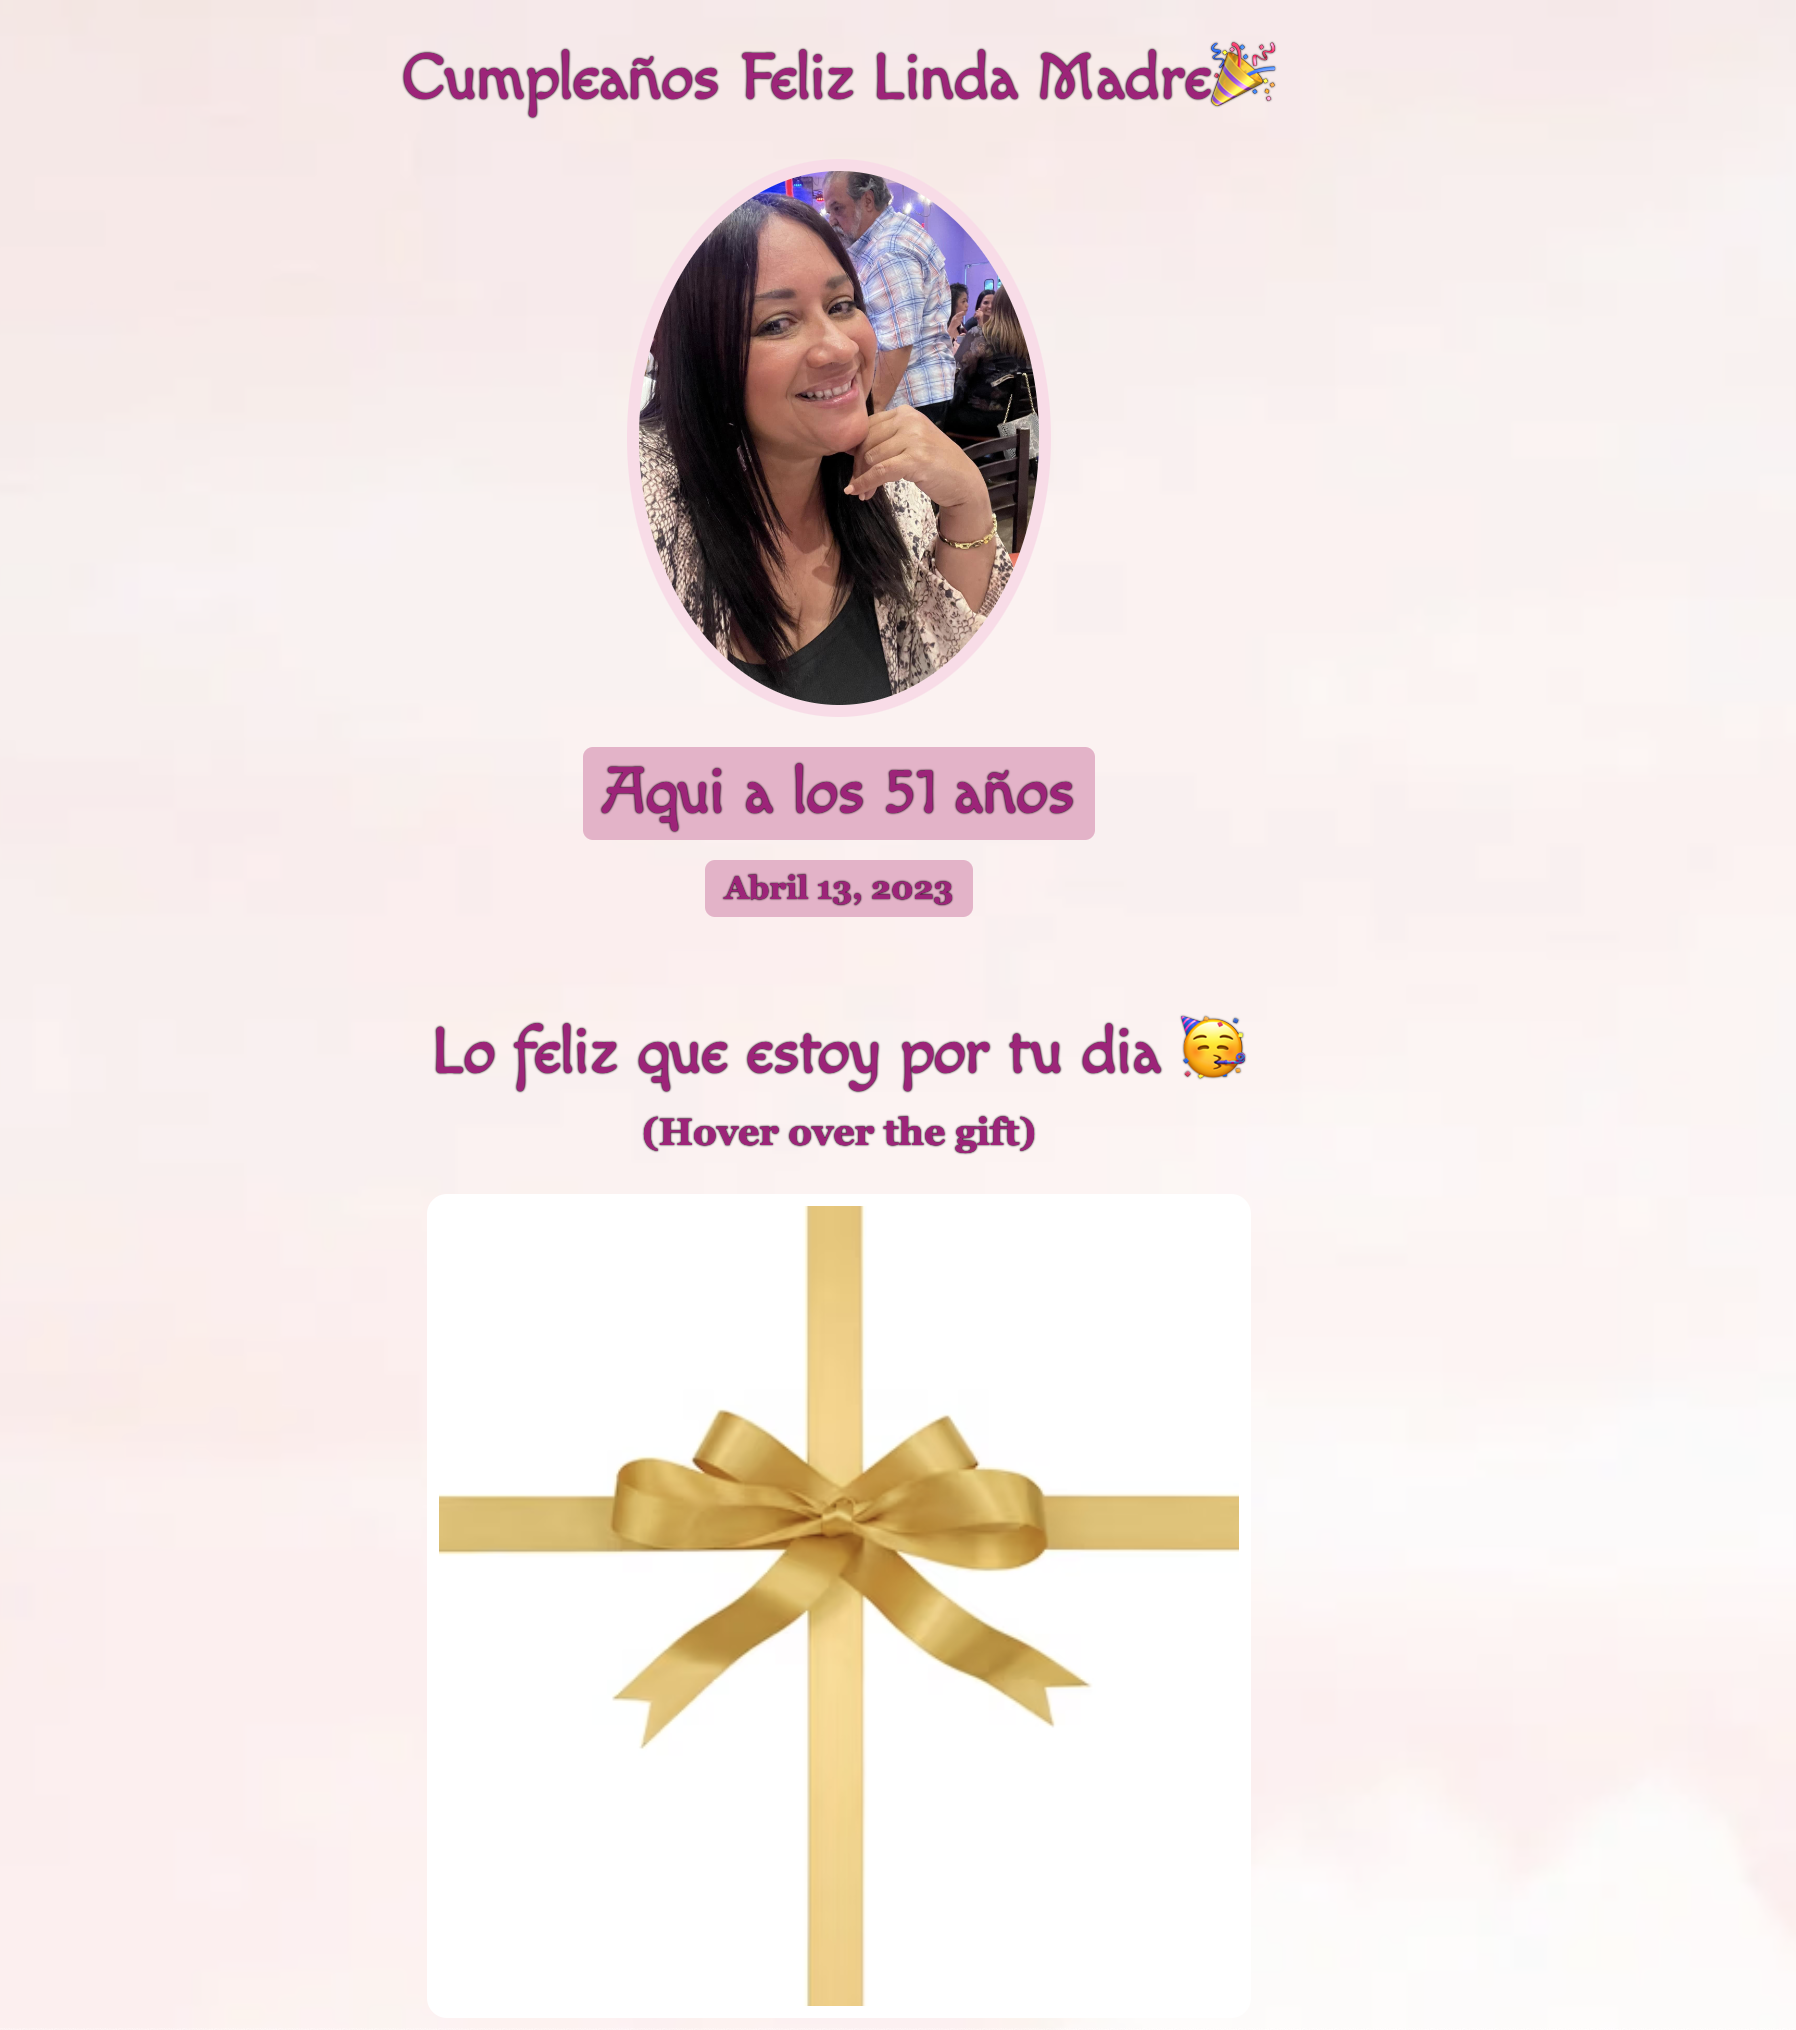 Cumpleaños Feliz Linda Madre🎉
Aqui a los 51 años
Abril 13, 2023
Lo feliz que estoy por tu dia 🥳
(Hover over the gift)